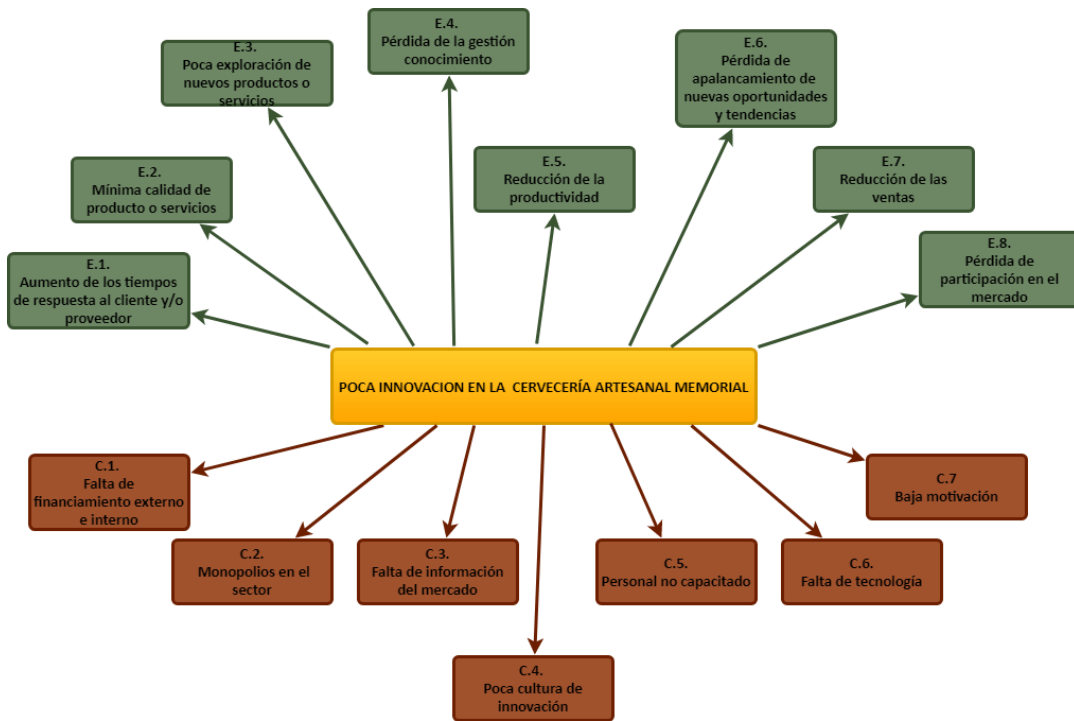 E.4.
Pérdida de la gestión
conocimiento
E.3.
Poca exploración de
nuevos productos o
servicios
E.6.
Pérdida de
apalancamiento de
nuevas oportunidades
y tendencias
E.2.
Mínima calidad de
producto o servicios
E.5.
Reducción de la
productividad
E.7.
Reducción de las
ventas
E.1.
Aumento de los tiempos
de respuesta al cliente y/o
proveedor
E.8.
Pérdida de
participación en el
mercado
POCA INNOVACION EN LA CERVECERÍA ARTESANAL MEMORIAL
C.1.
Falta de
financiamiento externo
e interno
C.7
Baja motivación
C.2.
Monopolios en el
sector
C.3.
Falta de información
del mercado
C.5.
Personal no capacitado
C.6.
Falta de tecnología
C.4.
Poca cultura de
innovación